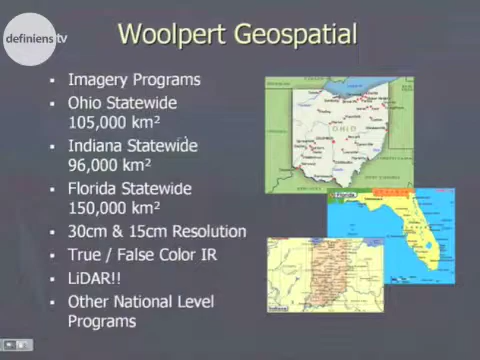 definiens tv
Woolpert Geospatial
Imagery Programs
Ohio Statewide
105,000 km²
Indiana Statewide
96,000 km²
Florida Statewide
150,000 km²
30cm & 15cm Resolution
True / False Color IR
LiDAR!!
Other National Level
Programs
OHIO
Florida
Indiana